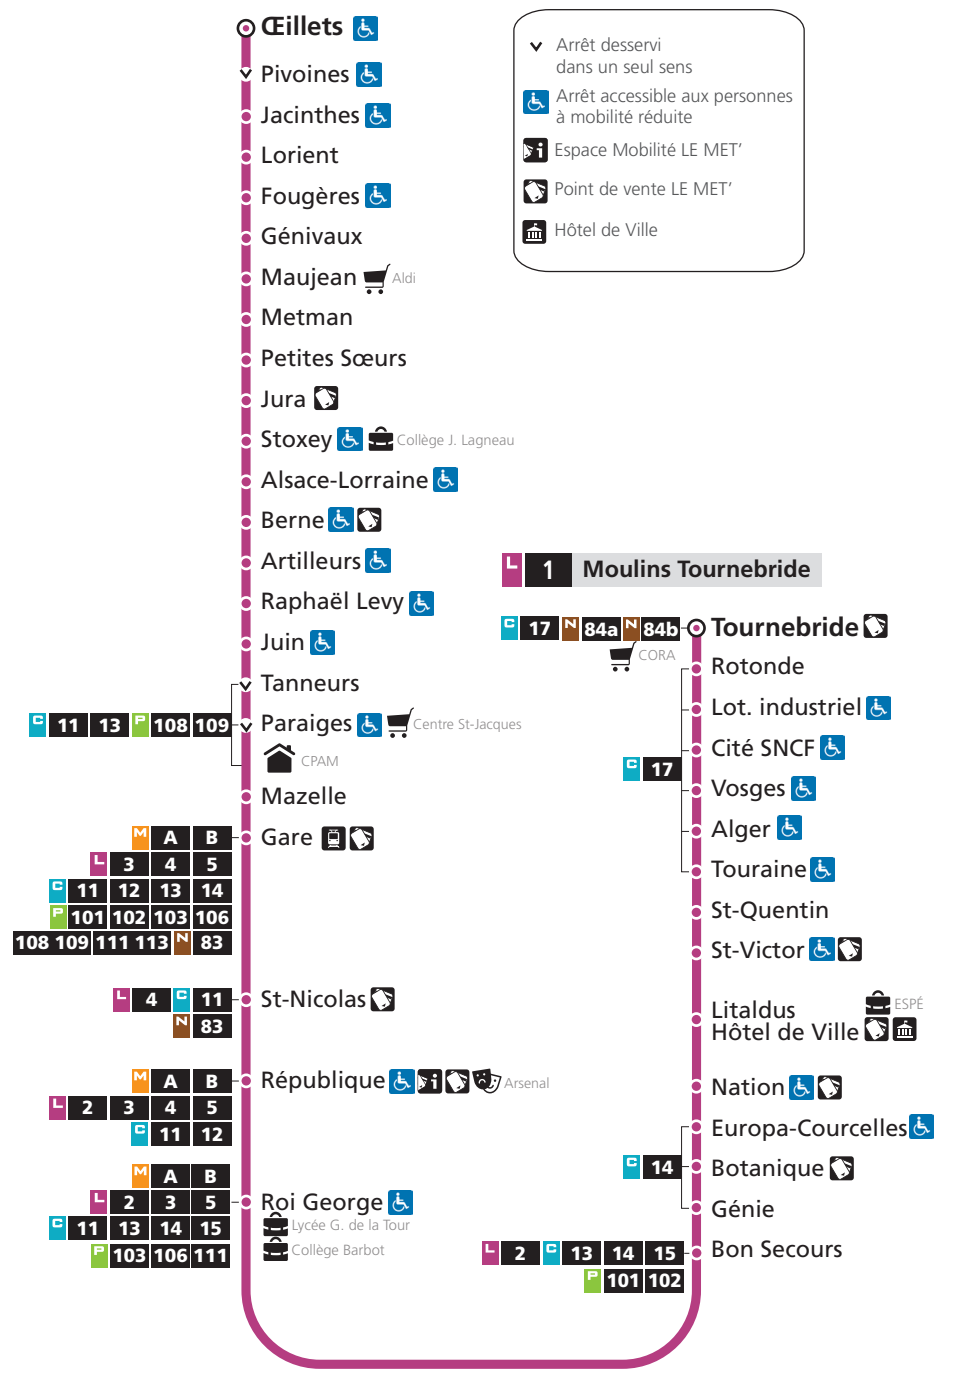 Œillets
Pivoines
Jacinthes
Lorient
Fougères
Génivaux
Maujean Aldi
Metman
Petites Sœurs
Jura
Stoxey Collège J. Lagneau
Alsace-Lorraine
Berne
Artilleurs
Raphaël Levy
Juin
Tanneurs
C 11 13 P 108 109 Paraiges Centre St-Jacques
CPAM
Mazelle
M A B Gare
L 3 4 5
C 11 12 13 14
P 101 102 103 106
108 109 111 113 N 83
L 4 C 11 St-Nicolas
N 83
M A B République i Arsenal
L 2 3 4 5
C 11 12
M A B
L 2 3 5 Roi George
C 11 13 14 15 Lycée G. de la Tour
P 103 106 111 Collège Barbot
Arrêt desservi
dans un seul sens
Arrêt accessible aux personnes
à mobilité réduite
i Espace Mobilité LE MET’
Point de vente LE MET’
Hôtel de Ville
L 1 Moulins Tournebride
C 17 N 84a N 84b Tournebride
CORA
Rotonde
Lot. industriel
Cité SNCF
C 17
Vosges
Alger
Touraine
St-Quentin
St-Victor
Litaldus ESPÉ
Hôtel de Ville
Nation
Europa-Courcelles
C 14 Botanique
Génie
L 2 C 13 14 15 Bon Secours
P 101 102